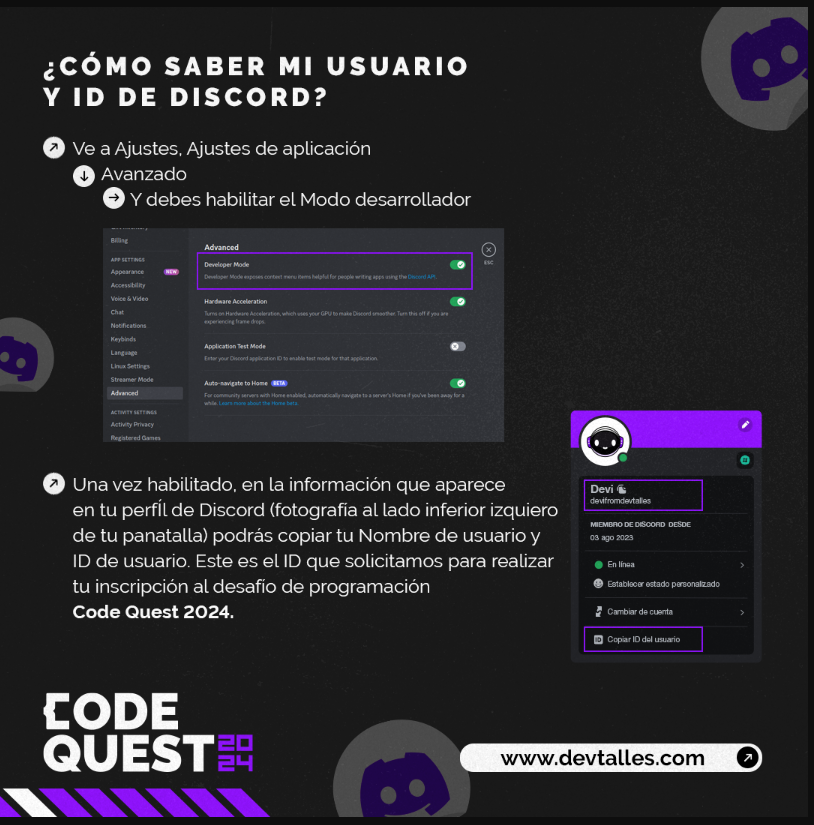 ¿CÓMO SABER MI USUARIO
Y ID DE DISCORD?
Ve a Ajustes, Ajustes de aplicación
Avanzado
Y debes habilitar el Modo desarrollador
Billing
APP SETTINGS
Appearance NEW
Accessibility
Voice & Video
Chat
Notifications
Keybinds
Language
Linux Settings
Streamer Mode
Advanced
ACTIVITY SETTINGS
Activity Privacy
Registered Games
Advanced
ESC
Developer Mode
Developer Mode exposes context menu items helpful for people writing apps using the Discord API.
Hardware Acceleration
Turns on Hardware Acceleration, which uses your GPU to make Discord smoother. Turn this off if you are
experiencing frame drops.
Application Test Mode
Enter your Discord application ID to enable test mode for that application.
Auto-navigate to Home BETA
For community servers with Home enabled, automatically navigate to a server's Home if you've been away for a
while. Learn more about the Home beta.
Una vez habilitado, en la información que aparece
en tu perfÍl de Discord (fotografía al lado inferior izquiero
de tu panatalla) podrás copiar tu Nombre de usuario y
ID de usuario. Este es el ID que solicitamos para realizar
tu inscripción al desafío de programación
Code Quest 2024.
Devi
devifromdevtalles
MIEMBRO DE DISCORD DESDE
03 ago 2023
En línea
Establecer estado personalizado
Cambiar de cuenta
ID Copiar ID del usuario
CODE
QUEST 2024
www.devtalles.com